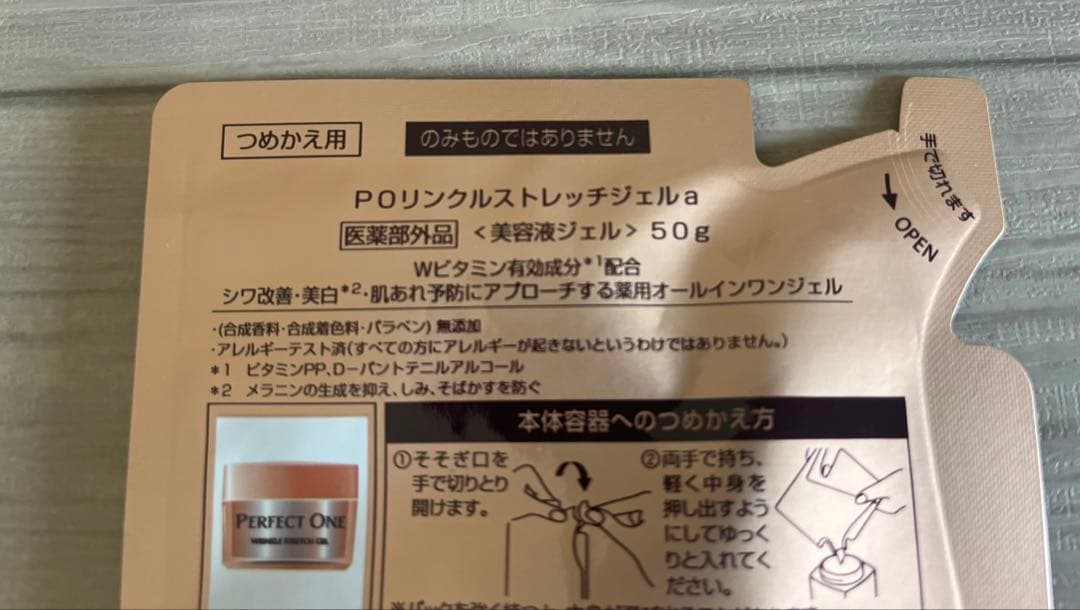 つめかえ用
のみものではありません
手で切れます
OPEN
POリンクルストレッチジェルa
医薬部外品 <美容液ジェル> 50g
Wビタミン有効成分*1配合
シワ改善・美白*2・肌あれ予防にアプローチする薬用オールインワンジェル
・(合成香料・合成着色料・パラベン) 無添加
・アレルギーテスト済(すべての方にアレルギーが起きないというわけではありません。)
*1 ビタミンPP、D-パントテニルアルコール
*2 メラニンの生成を抑え、しみ、そばかすを防ぐ
本体容器へのつめかえ方
①そそぎ口を
手で切りとり
開けます。
②両手で持ち、
軽く中身を
押し出すよう
にしてゆっく
りと入れてく
ださい。
PERFECT ONE
WRINKLE STRETCH GEL